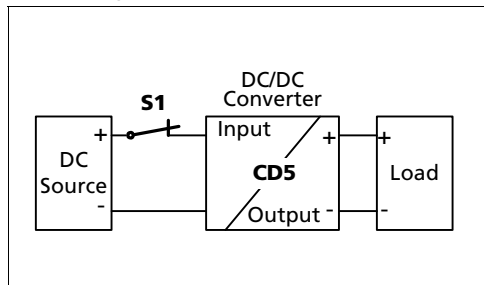 S1
DC/DC
Converter
+
DC
Source
-
Input
CD5
Output
+
-
+
Load
-